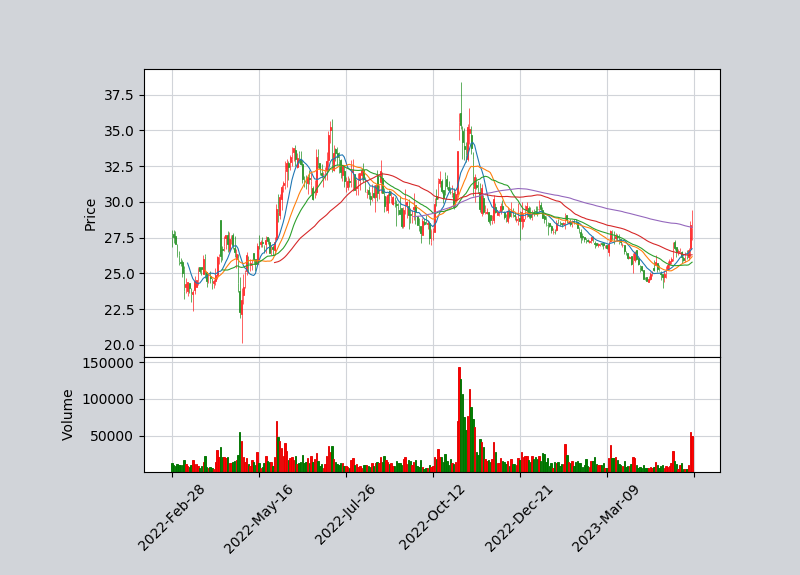 Price
37.5
35.0
32.5
30.0
27.5
25.0
22.5
20.0
Volume
150000
100000
50000
2022-Feb-28
2022-May-16
2022-Jul-26
2022-Oct-12
2022-Dec-21
2023-Mar-09